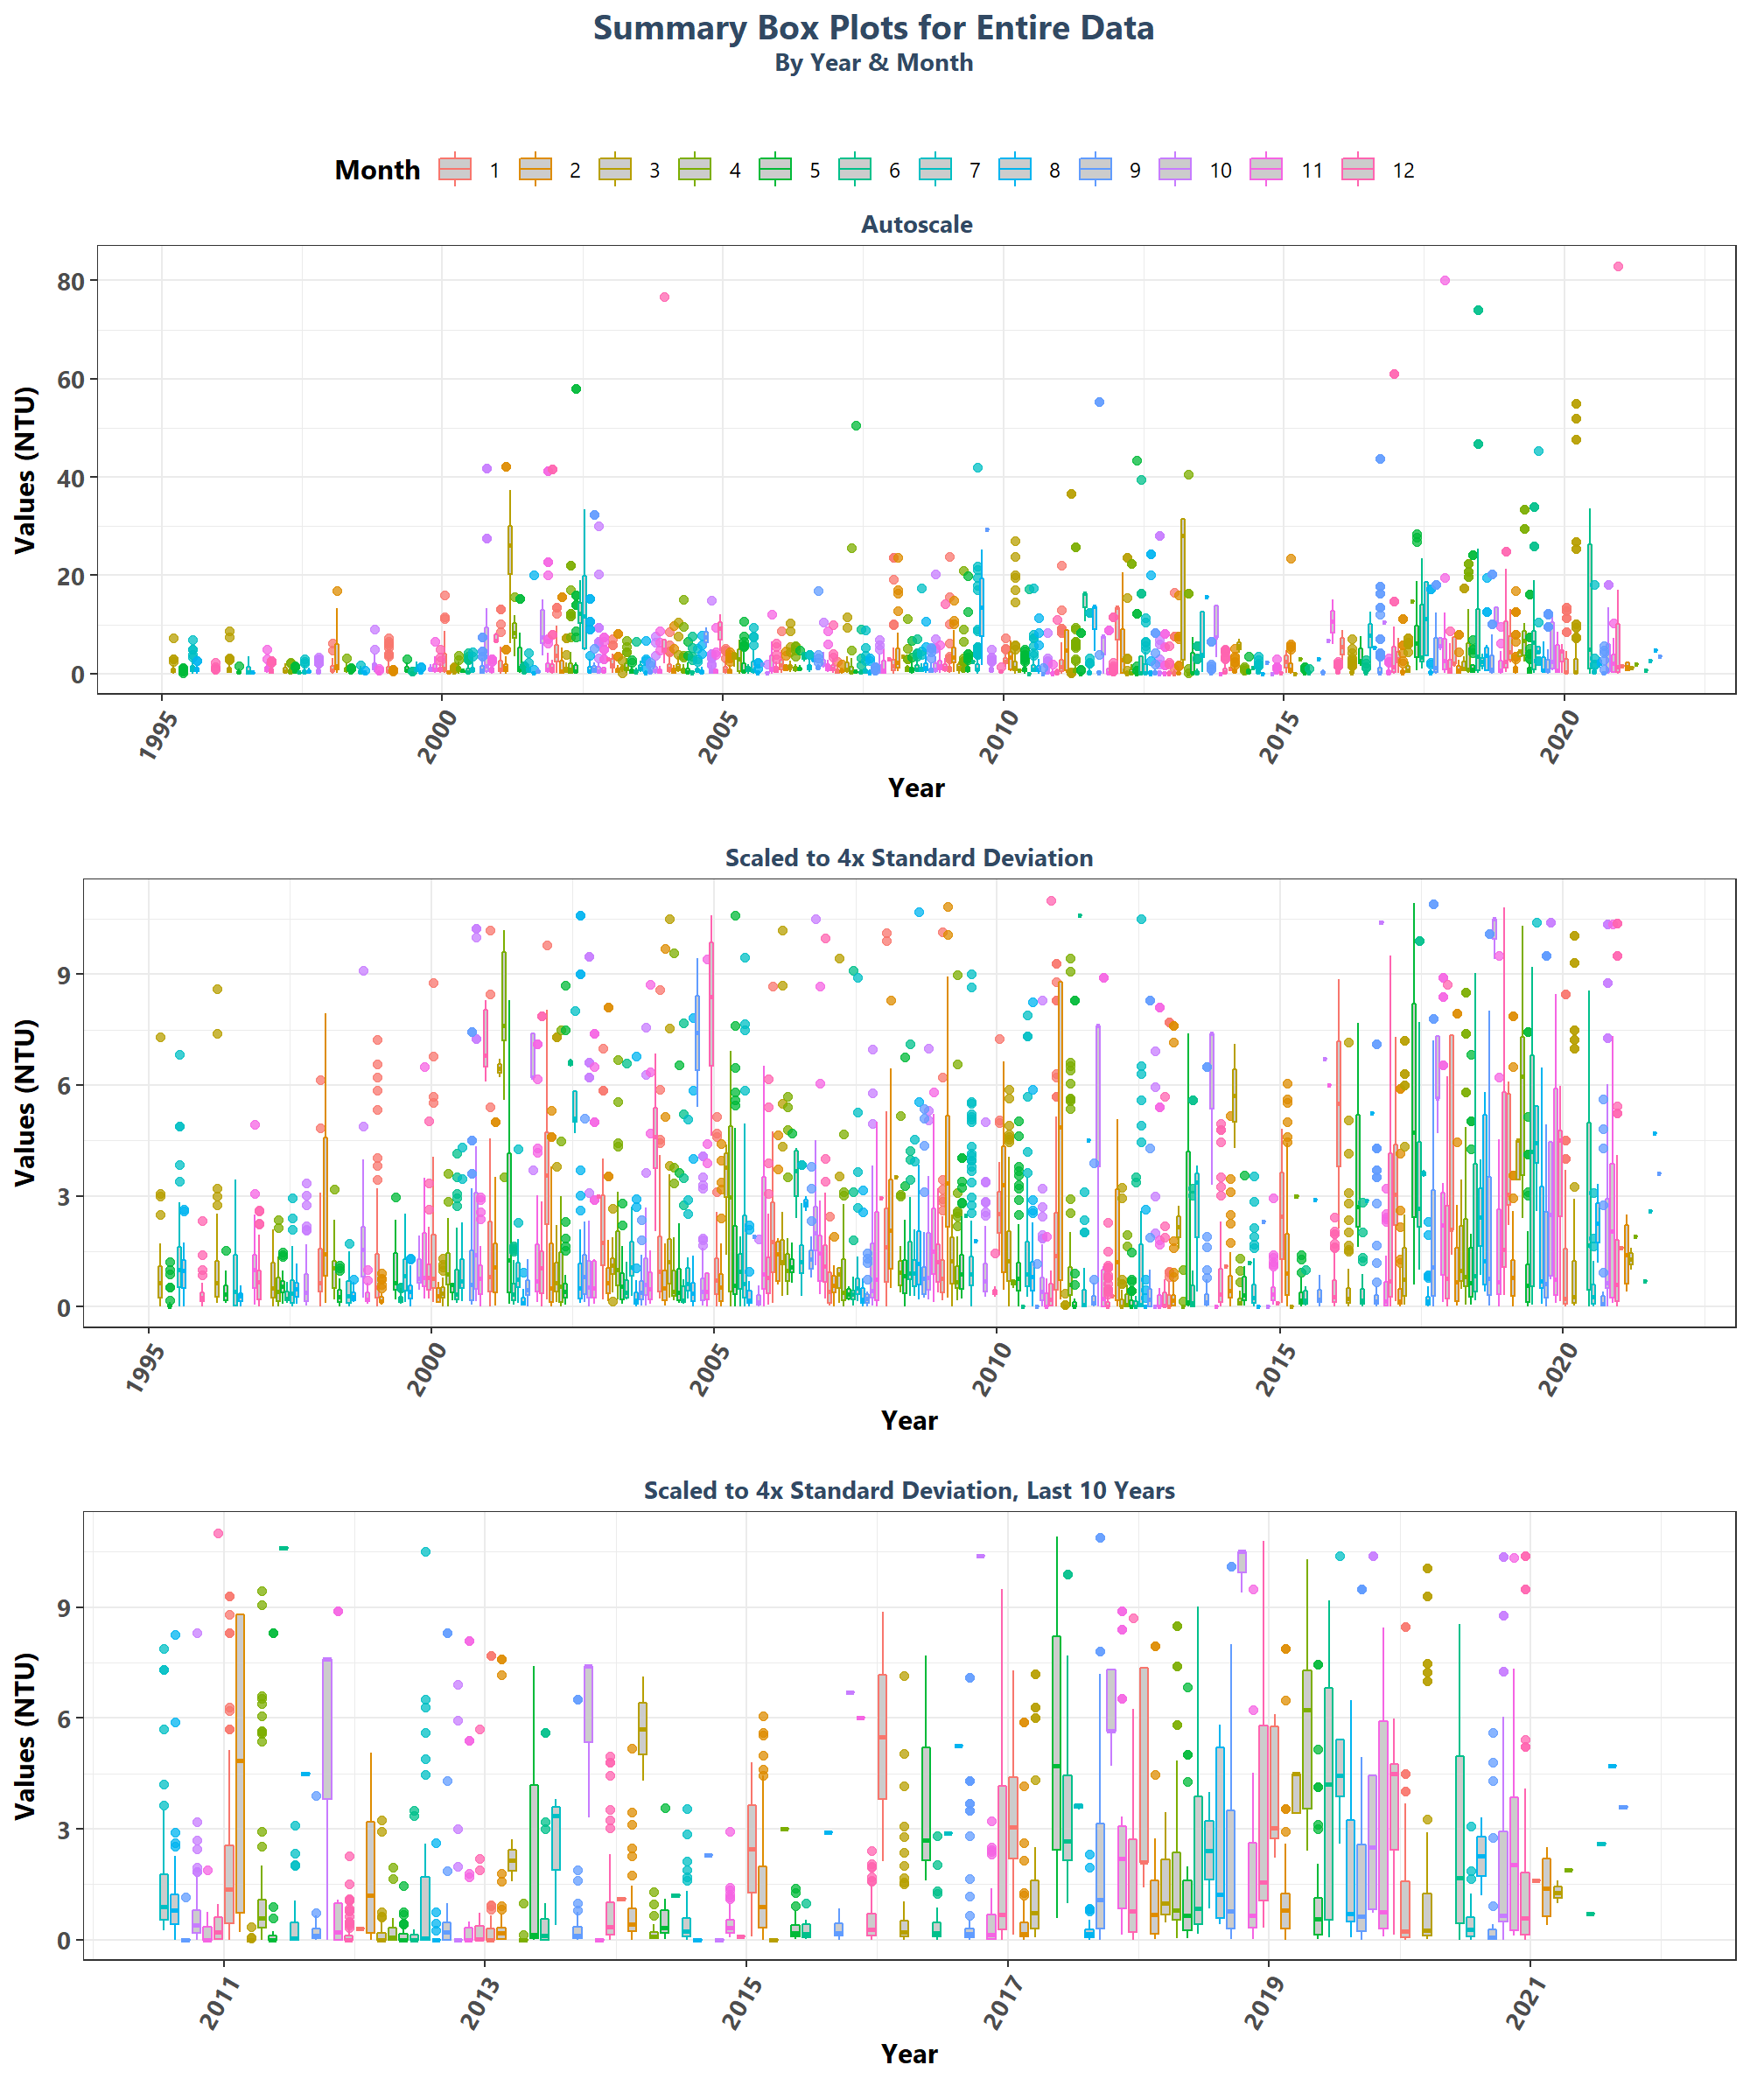 Summary Box Plots for Entire Data
By Year & Month
Month 1 2 3 4 5 6 7 8 9 10 11 12
Autoscale
Values (NTU)
80
60
40
20
0
1995 2000 2005 2010 2015 2020
Year
Scaled to 4x Standard Deviation
Values (NTU)
9
6
3
0
1995 2000 2005 2010 2015 2020
Year
Scaled to 4x Standard Deviation, Last 10 Years
Values (NTU)
9
6
3
0
2011 2013 2015 2017 2019 2021
Year